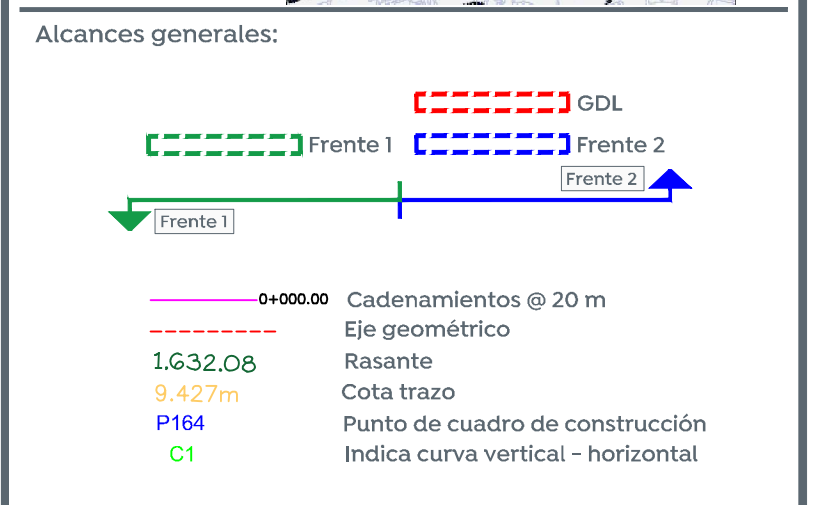 Alcances generales:
GDL
Frente 1
Frente 2
Frente 2
Frente 1
0+000.00 Cadenamientos @ 20 m
Eje geométrico
1.632.08 Rasante
9.427m Cota trazo
P164 Punto de cuadro de construcción
C1 Indica curva vertical - horizontal